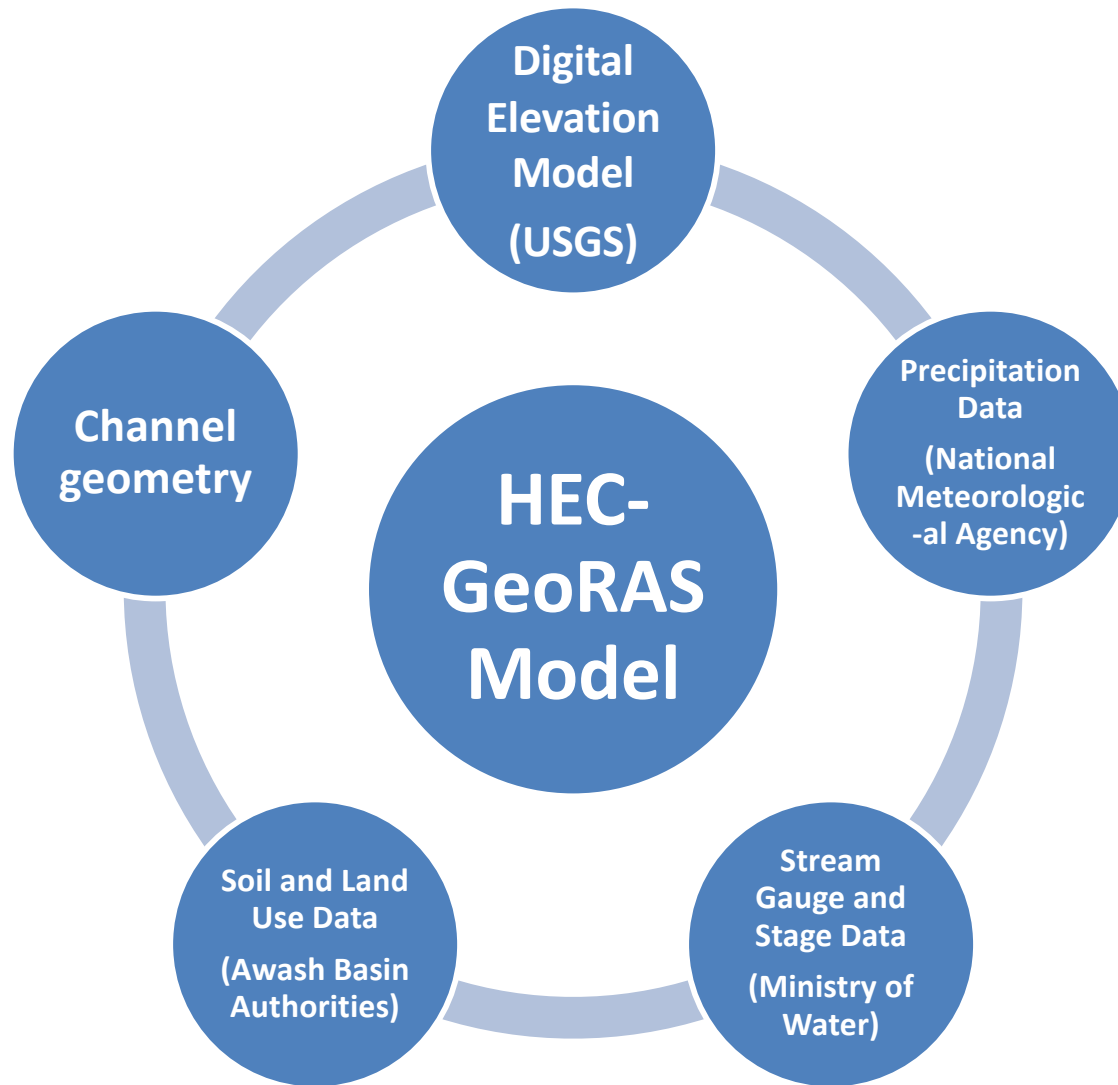 Digital
Elevation
Model
(USGS)
Precipitation
Data
(National
Meteorologic
-al Agency)
Channel
geometry
HEC-
GeoRAS
Model
Stream
Gauge and
Stage Data
(Ministry of
Water)
Soil and Land
Use Data
(Awash Basin
Authorities)